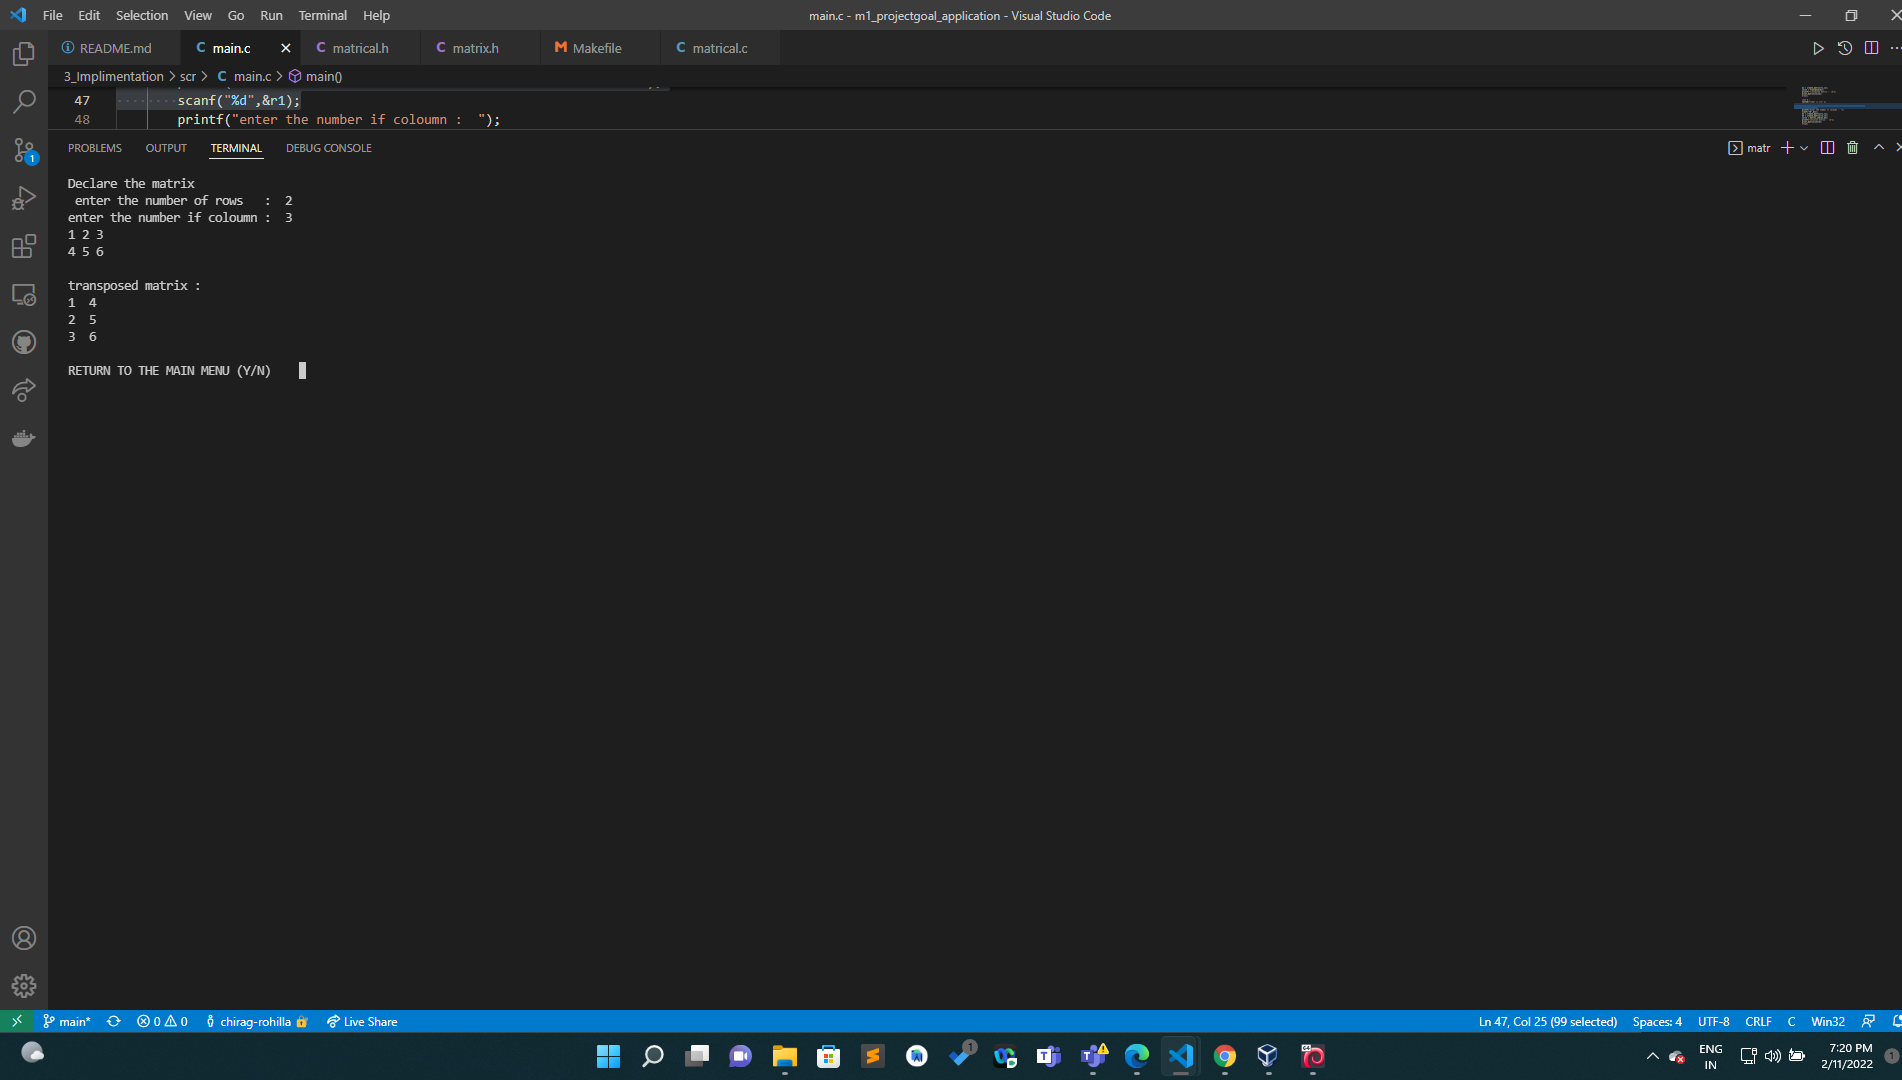 File Edit Selection View Go Run Terminal Help
main.c - m1_projectgoal_application - Visual Studio Code
README.md
C main.c
C matrical.h
C matrix.h
M Makefile
C matrical.c
3_Implimentation > scr > C main.c > main()
47 scanf("%d",&r1);
48 printf("enter the number if coloumn :  ");
PROBLEMS OUTPUT TERMINAL DEBUG CONSOLE
matr
Declare the matrix
enter the number of rows   :  2
enter the number if coloumn :  3
1 2 3
4 5 6
transposed matrix :
1  4
2  5
3  6
RETURN TO THE MAIN MENU (Y/N)
1
main* 0 0 chirag-rohilla Live Share
Ln 47, Col 25 (99 selected) Spaces: 4 UTF-8 CRLF C Win32
1
ENG
IN
7:20 PM
2/11/2022
1